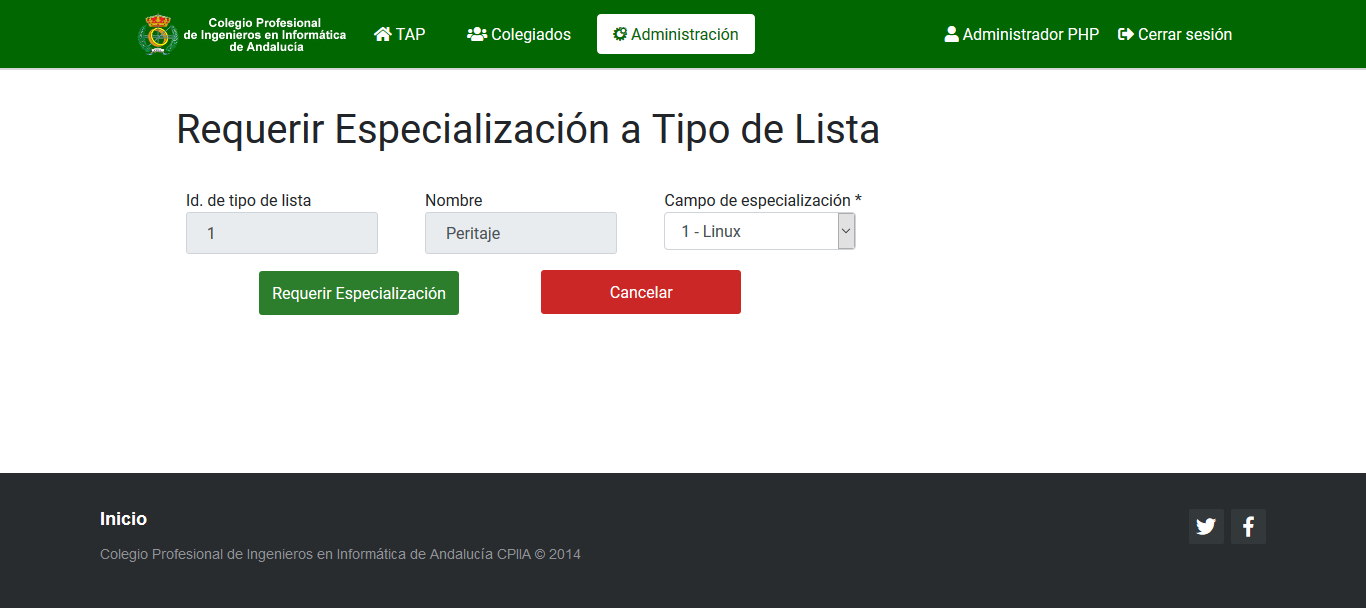 Colegio Profesional
de Ingenieros en Informática
de Andalucía
TAP
Colegiados
Administración
Administrador PHP
Cerrar sesión
Requerir Especialización a Tipo de Lista
Id. de tipo de lista
Nombre
Campo de especialización *
1
Peritaje
1 - Linux
Requerir Especialización
Cancelar
Inicio
Colegio Profesional de Ingenieros en Informática de Andalucía CPIIA © 2014